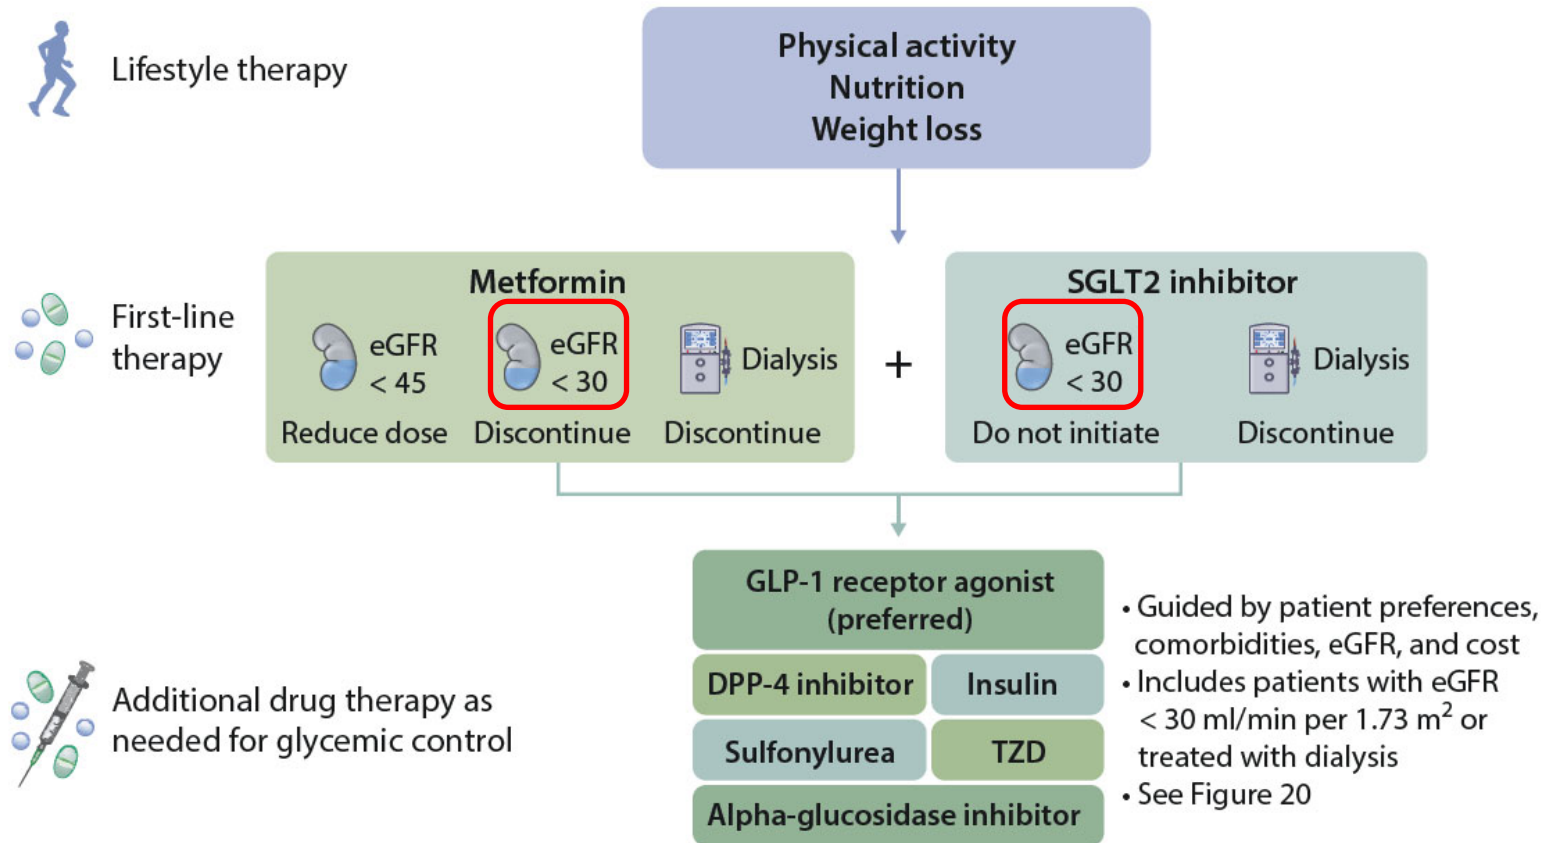 Lifestyle therapy
Physical activity
Nutrition
Weight loss
First-line
therapy
Metformin
eGFR
< 45
Reduce dose
eGFR
< 30
Discontinue
Dialysis
Discontinue
+
SGLT2 inhibitor
eGFR
< 30
Do not initiate
Dialysis
Discontinue
Additional drug therapy as
needed for glycemic control
GLP-1 receptor agonist
(preferred)
DPP-4 inhibitor
Insulin
Sulfonylurea
TZD
Alpha-glucosidase inhibitor
• Guided by patient preferences,
comorbidities, eGFR, and cost
• Includes patients with eGFR
< 30 ml/min per 1.73 m² or
treated with dialysis
• See Figure 20